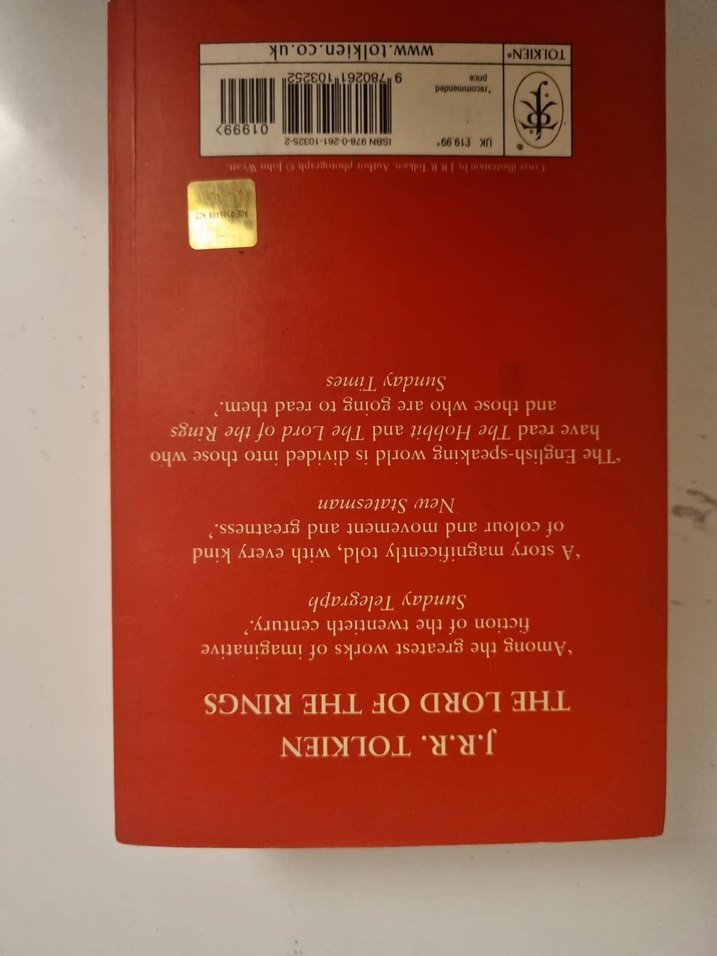 J.R.R. TOLKIEN
THE LORD OF THE RINGS
‘Among the greatest works of imaginative
fiction of the twentieth century.’
Sunday Telegraph
‘A story magnificently told, with every kind
of colour and movement and greatness.’
New Statesman
‘The English-speaking world is divided into those who
have read The Hobbit and The Lord of the Rings
and those who are going to read them.’
Sunday Times
Cover illustration by J R R Tolkien. Author photograph © John Wyatt.
®
UK £19.99*
*recommended
price
ISBN 978-0-261-10325-2
9 780261 103252
01999>
TOLKIEN®
www.tolkien.co.uk